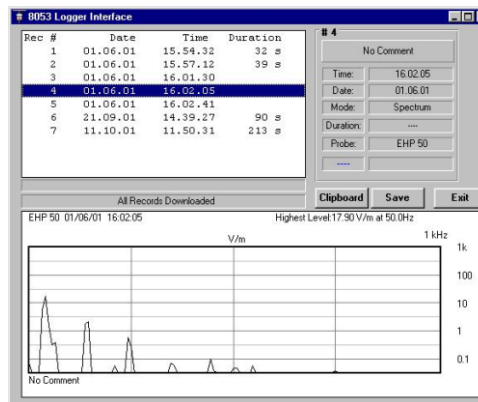 8053 Logger Interface
Rec # Date Time Duration
1 01.06.01 15.54.32 32 s
2 01.06.01 15.57.12 39 s
3 01.06.01 16.01.30
4 01.06.01 16.02.05
5 01.06.01 16.02.41
6 21.09.01 14.39.27 90 s
7 11.10.01 11.50.31 213 s
# 4
No Comment
Time: 16.02.05
Date: 01.06.01
Mode: Spectrum
Duration: ----
Probe: EHP 50
----
All Records Downloaded
Clipboard Save Exit
EHP 50 01/06/01 16:02:05 Highest Level:17.90 V/m at 50.0Hz
V/m 1 kHz
1k
100
10
1
0.1
No Comment